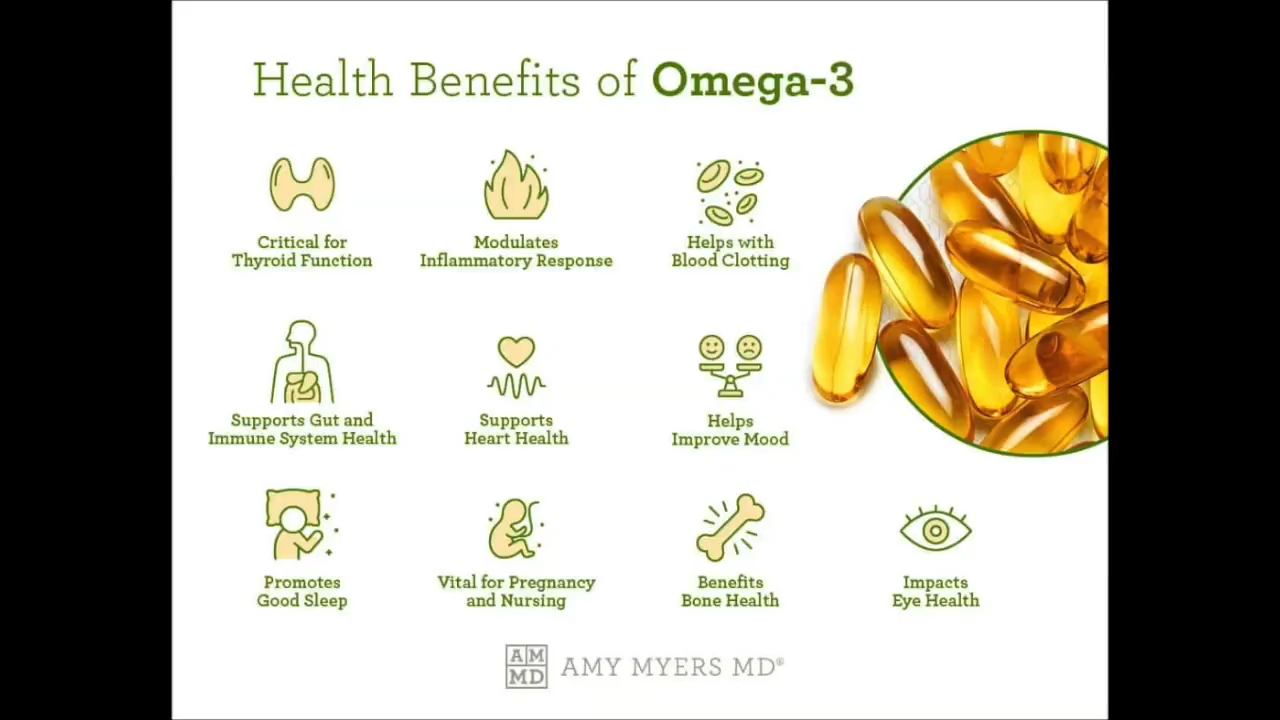 Health Benefits of Omega-3
Critical for
Thyroid Function
Modulates
Inflammatory Response
Helps with
Blood Clotting
Supports Gut and
Immune System Health
Supports
Heart Health
Helps
Improve Mood
Promotes
Good Sleep
Vital for Pregnancy
and Nursing
Benefits
Bone Health
Impacts
Eye Health
AM
MD
AMY MYERS MD®